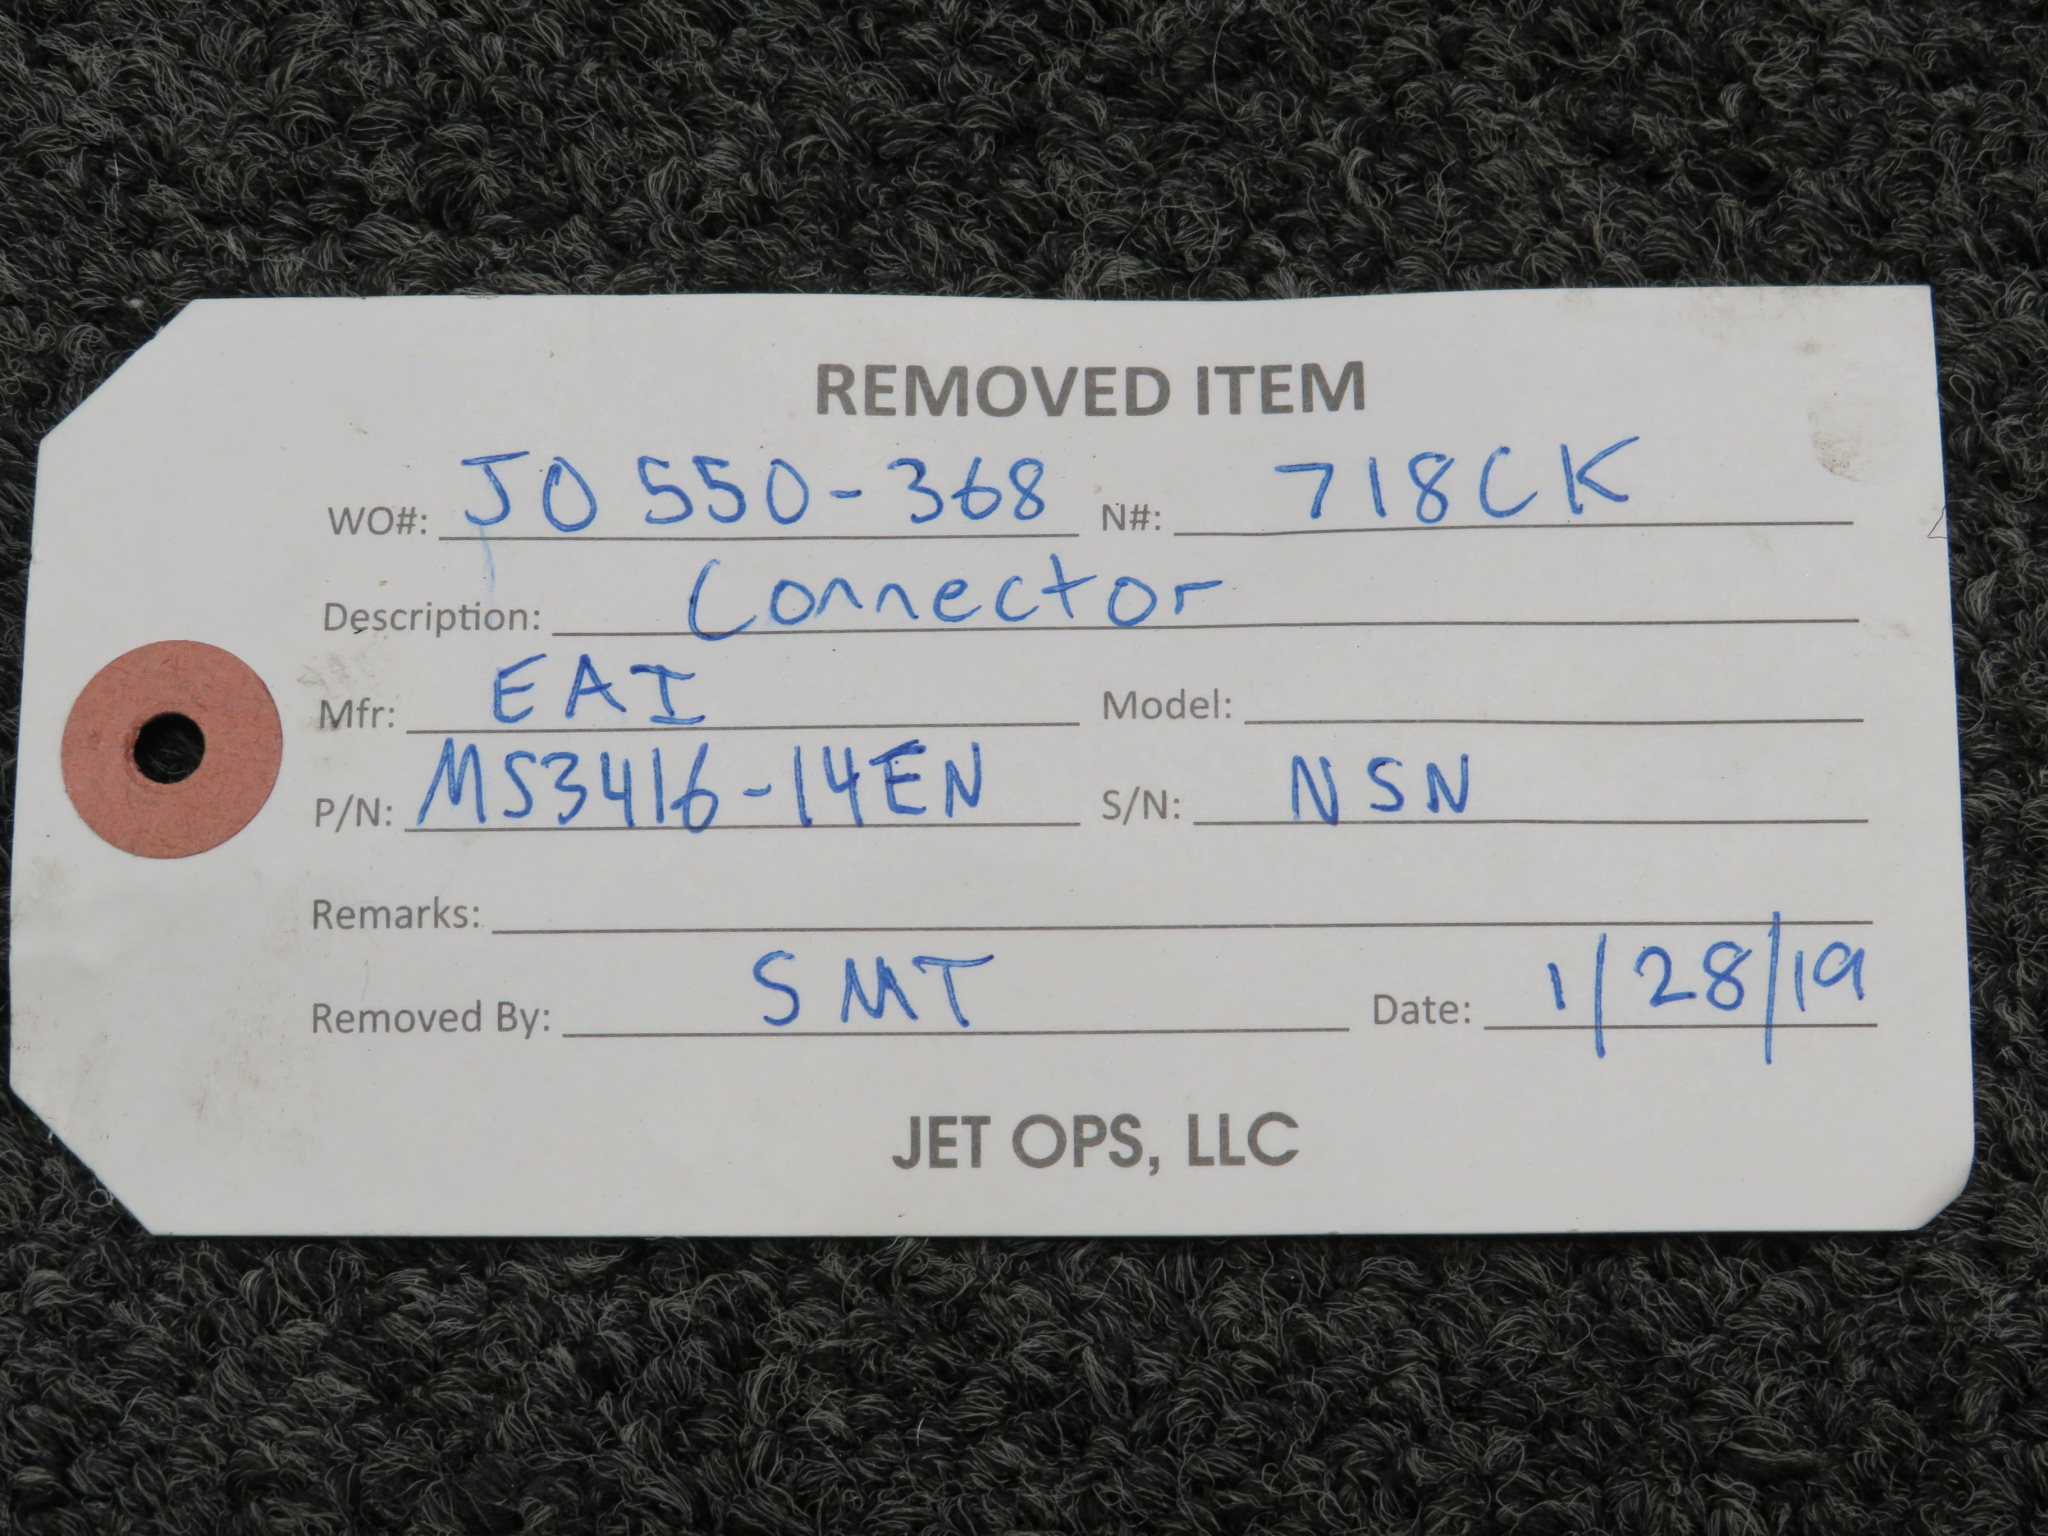 REMOVED ITEM
WO#: JO 550-368 N#: 718CK
Description: Connector
Mfr: EAI Model:
P/N: MS3416-14EN S/N: NSN
Remarks:
Removed By: SMT Date: 1/28/19
JET OPS, LLC